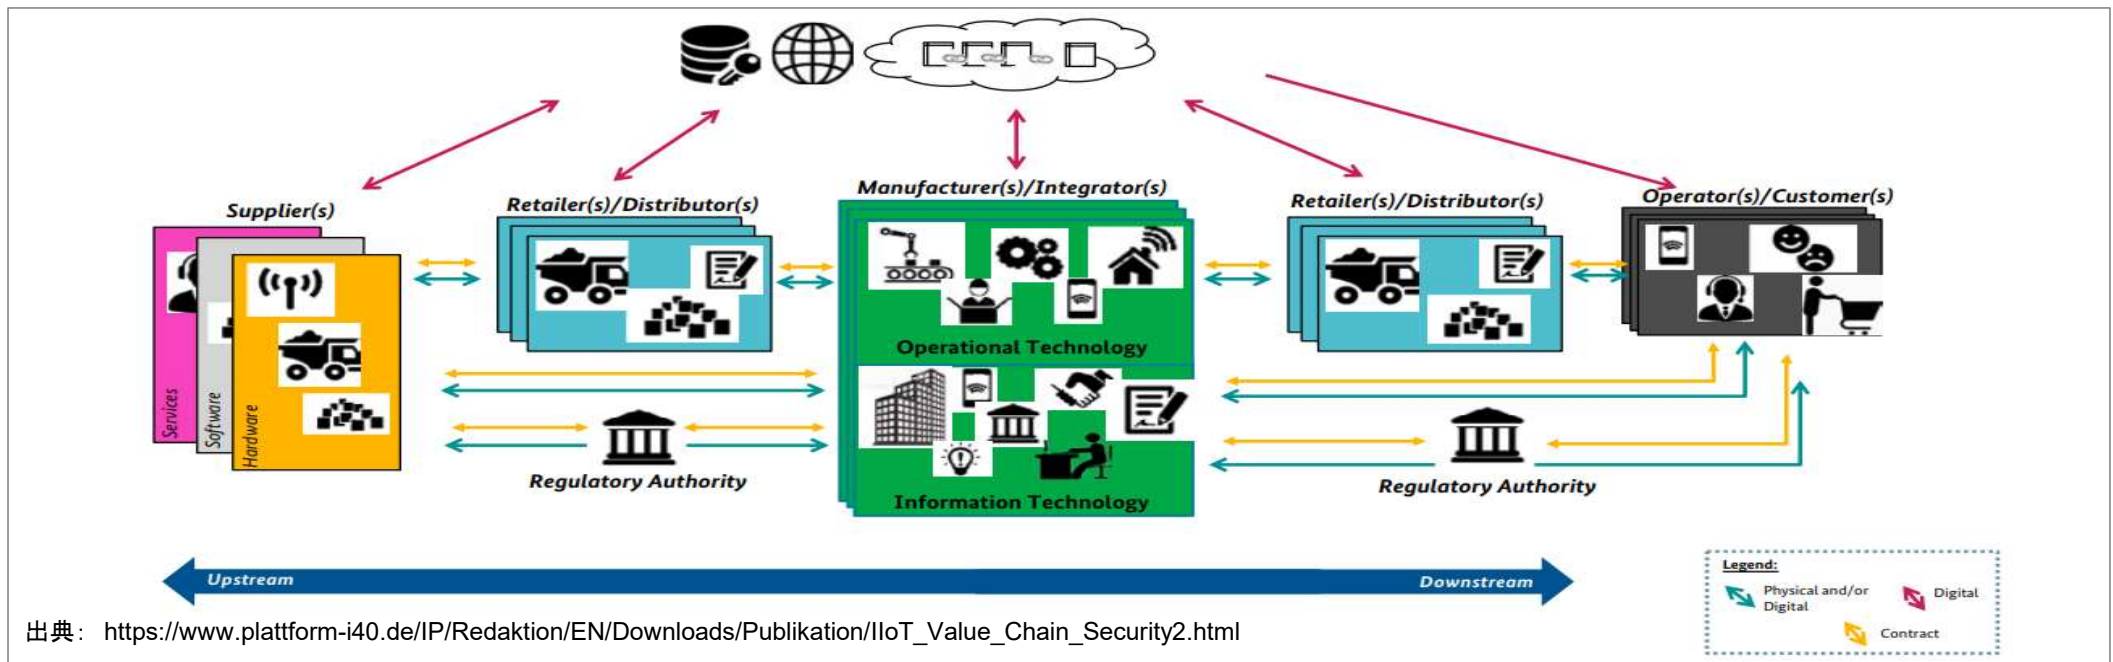 Supplier(s)
Retailer(s)/Distributor(s)
Manufacturer(s)/Integrator(s)
Retailer(s)/Distributor(s)
Operator(s)/Customer(s)
Services
Software
Hardware
Operational Technology
Information Technology
Regulatory Authority
Regulatory Authority
Upstream
Downstream
Legend:
Physical and/or
Digital
Digital
Contract
出典： https://www.plattform-i40.de/IP/Redaktion/EN/Downloads/Publikation/IIoT_Value_Chain_Security2.html